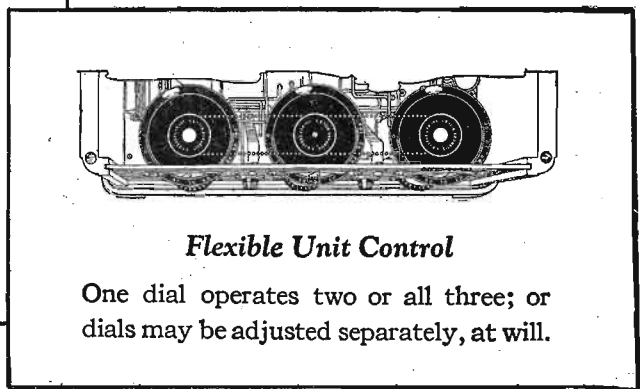 Flexible Unit Control
One dial operates two or all three; or
dials may be adjusted separately, at will.